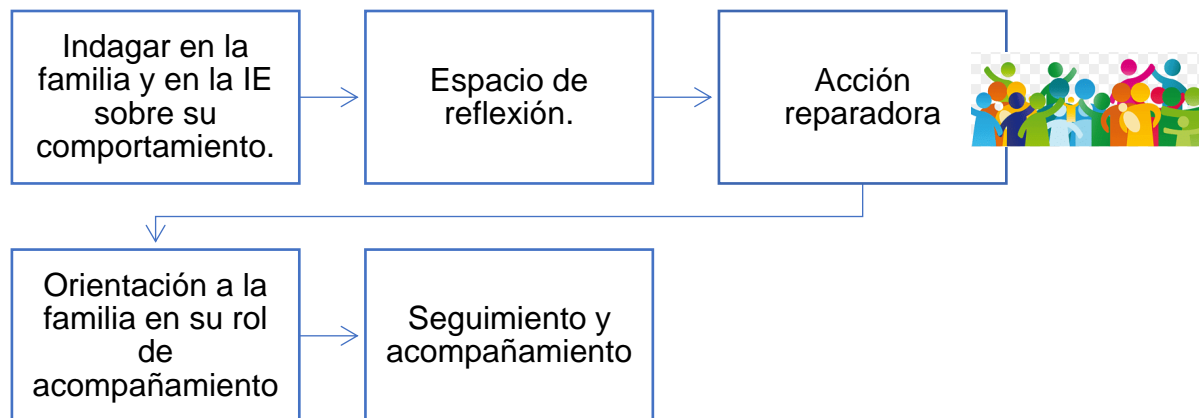 Indagar en la
familia y en la IE
sobre su
comportamiento.
Espacio de
reflexión.
Acción
reparadora
Orientación a la
familia en su rol
de
acompañamiento
Seguimiento y
acompañamiento